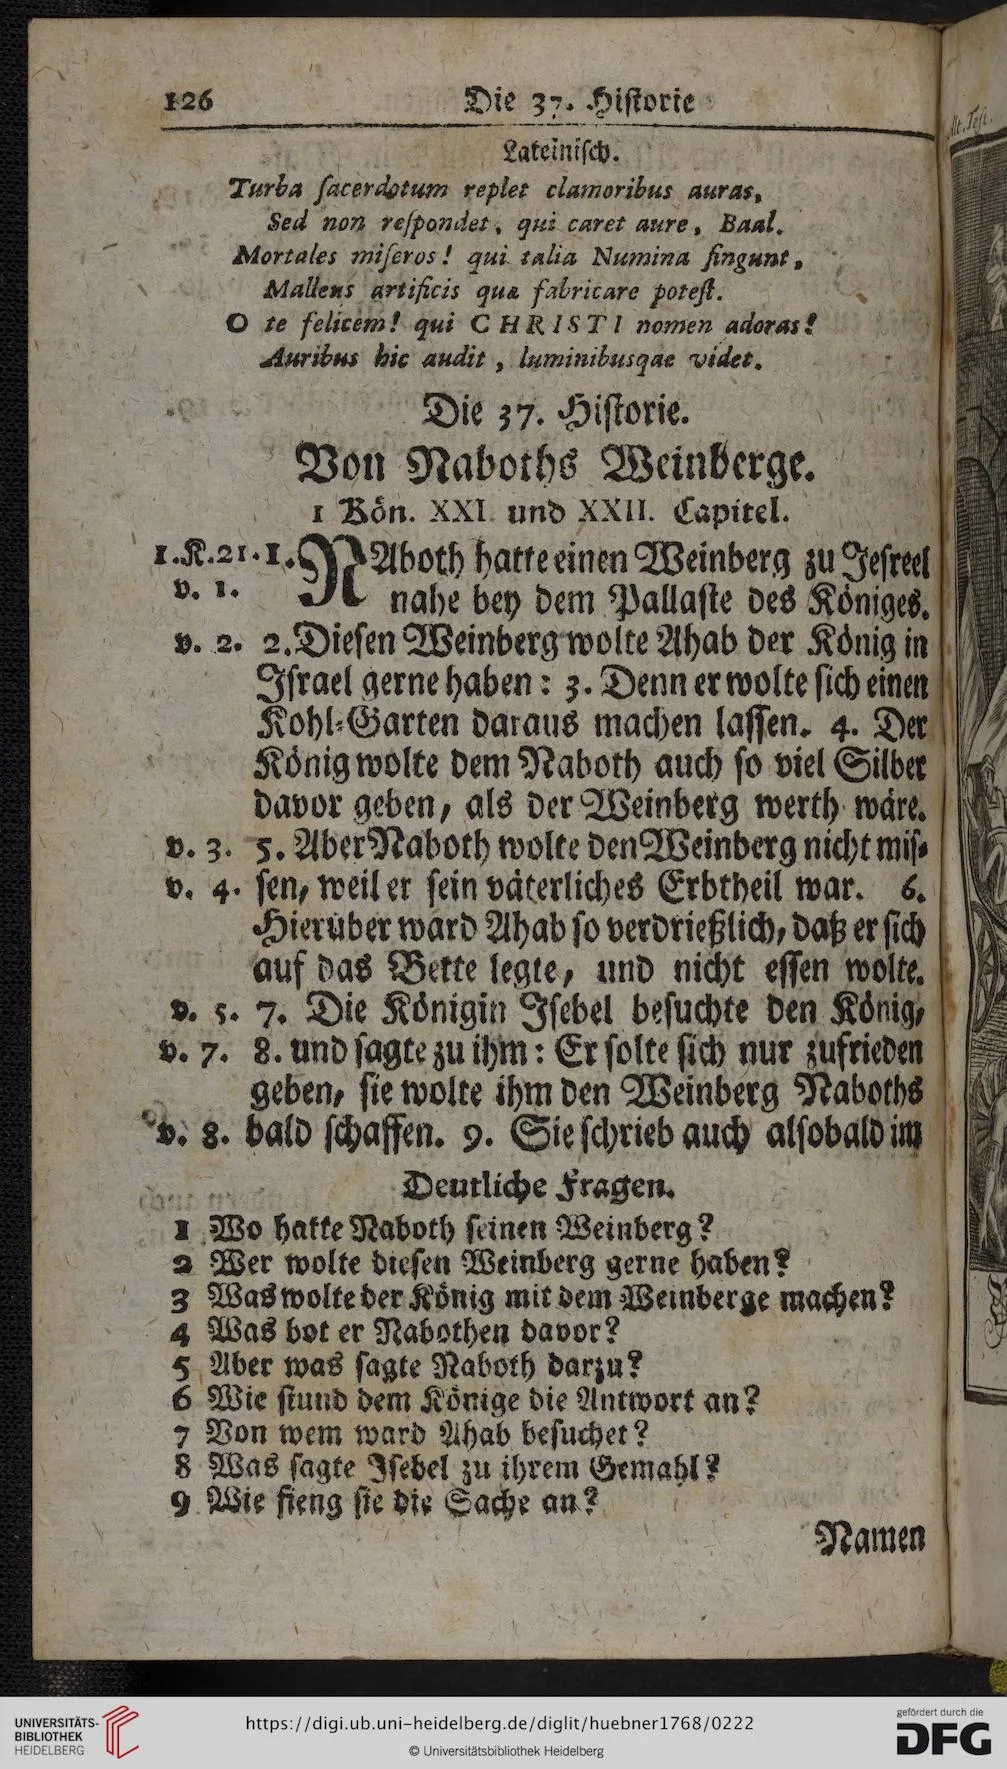 126 Die 37. Hiſtorie
Lateiniſch.
Turba ſacerdotum replet clamoribus auras,
Sed non reſpondet, qui caret aure, Baal.
Mortales miſeros! qui talia Numina fingunt,
Malleus artificis quæ fabricare poteſt.
O te felicem! qui CHRISTI nomen adoras!
Auribus hic audit, luminibusqae videt.
Die 37. Hiſtorie.
Von Naboths Weinberge.
1 Kön. XXI. und XXII. Capitel.
1.K.21. 1. NAboth hatte einen Weinberg zu Jeſreel
v. 1. nahe bey dem Pallaſte des Königes.
v. 2. 2. Dieſen Weinberg wolte Ahab der König in
Iſrael gerne haben: 3. Denn er wolte ſich einen
Kohl-Garten daraus machen laſſen. 4. Der
König wolte dem Naboth auch ſo viel Silber
davor geben, als der Weinberg werth wäre.
v. 3. 5. Aber Naboth wolte den Weinberg nicht miſ-
v. 4. ſen, weil er ſein väterliches Erbtheil war. 6.
Hierüber ward Ahab ſo verdrießlich, daß er ſich
auf das Bette legte, und nicht eſſen wolte.
v. 5. 7. Die Königin Iſebel beſuchte den König,
v. 7. 8. und ſagte zu ihm: Er ſolte ſich nur zufrieden
geben, ſie wolte ihm den Weinberg Naboths
v. 8. bald ſchaffen. 9. Sie ſchrieb auch alſobald im
Deutliche Fragen.
1 Wo hatte Naboth ſeinen Weinberg?
2 Wer wolte dieſen Weinberg gerne haben?
3 Was wolte der König mit dem Weinberge machen?
4 Was bot er Nabothen davor?
5 Aber was ſagte Naboth darzu?
6 Wie ſtund dem Könige die Antwort an?
7 Von wem ward Ahab beſuchet?
8 Was ſagte Iſebel zu ihrem Gemahl?
9 Wie fieng ſie die Sache an?
Namen
Alt. Teſt.
UNIVERSITÄTS-
BIBLIOTHEK
HEIDELBERG
https://digi.ub.uni-heidelberg.de/diglit/huebner1768/0222
© Universitätsbibliothek Heidelberg
gefördert durch die
DFG